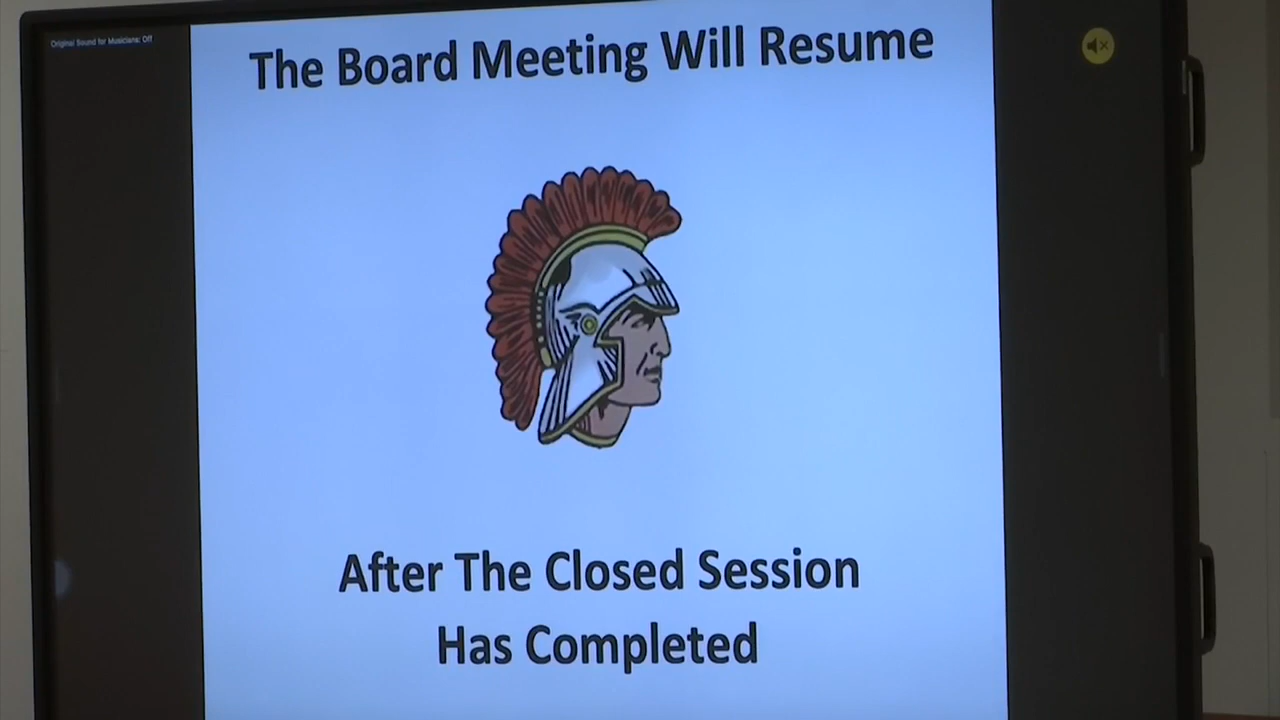 Original Sound for Musicians: Off
The Board Meeting Will Resume
After The Closed Session
Has Completed